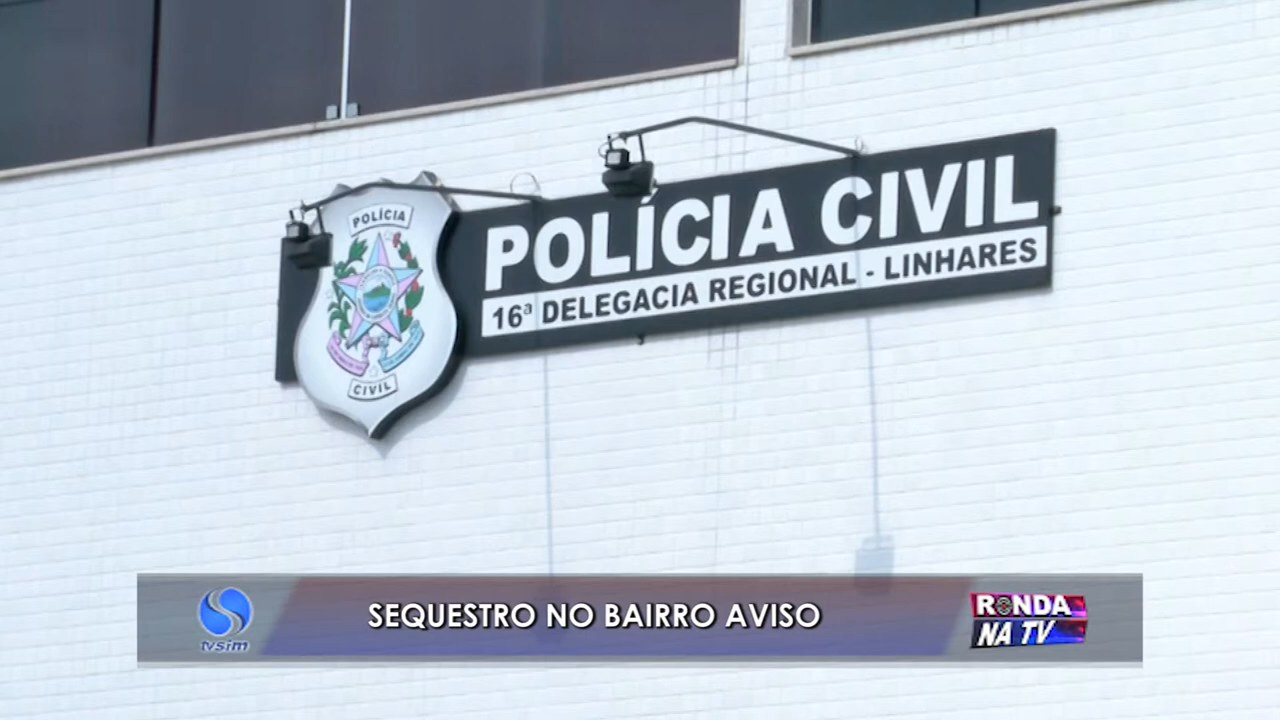 POLÍCIA
CIVIL
POLÍCIA CIVIL
16ª DELEGACIA REGIONAL - LINHARES
SEQUESTRO NO BAIRRO AVISO
tvsim
RONDA
NA TV